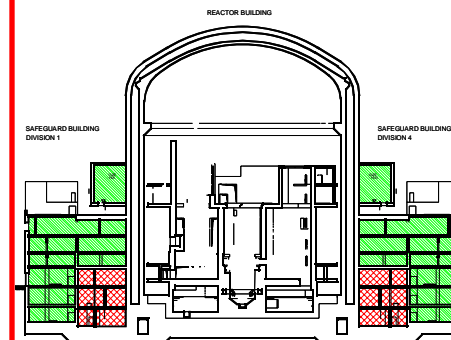 REACTOR BUILDING
SAFEGUARD BUILDING
DIVISION 1
SAFEGUARD BUILDING
DIVISION 4